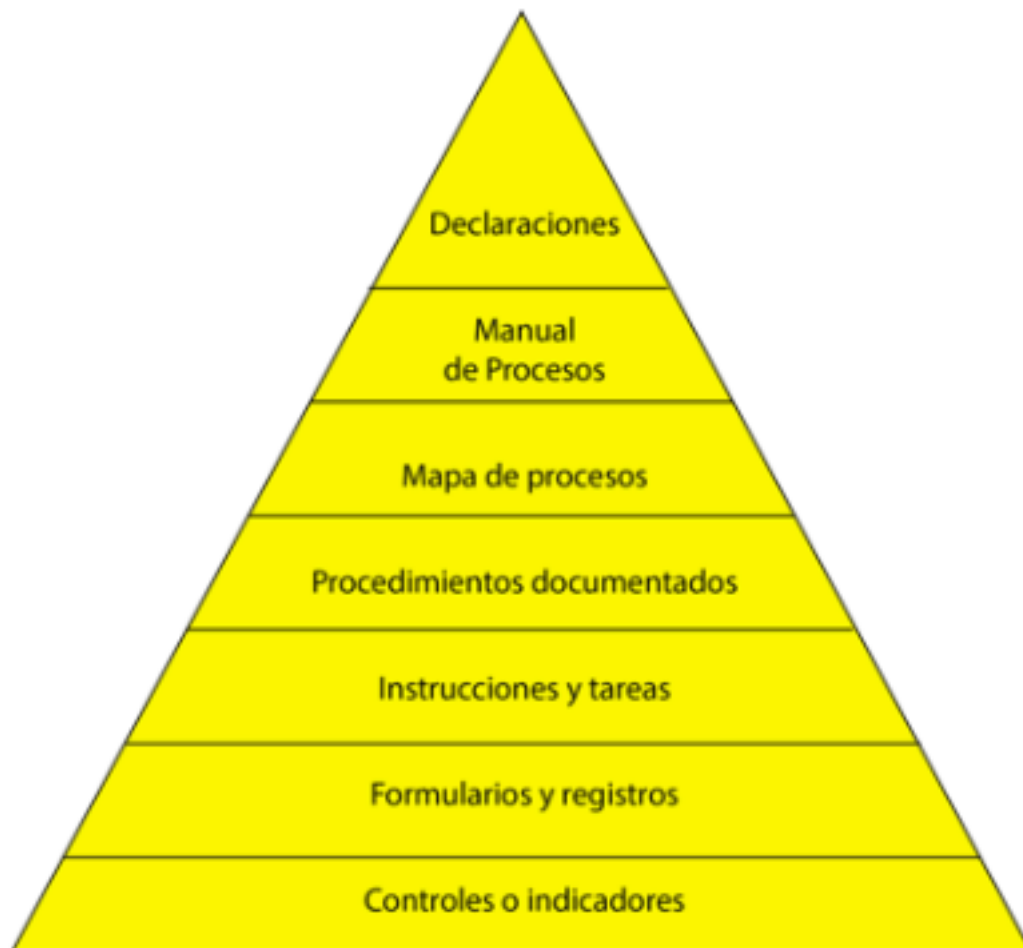 Declaraciones
Manual
de Procesos
Mapa de procesos
Procedimientos documentados
Instrucciones y tareas
Formularios y registros
Controles o indicadores